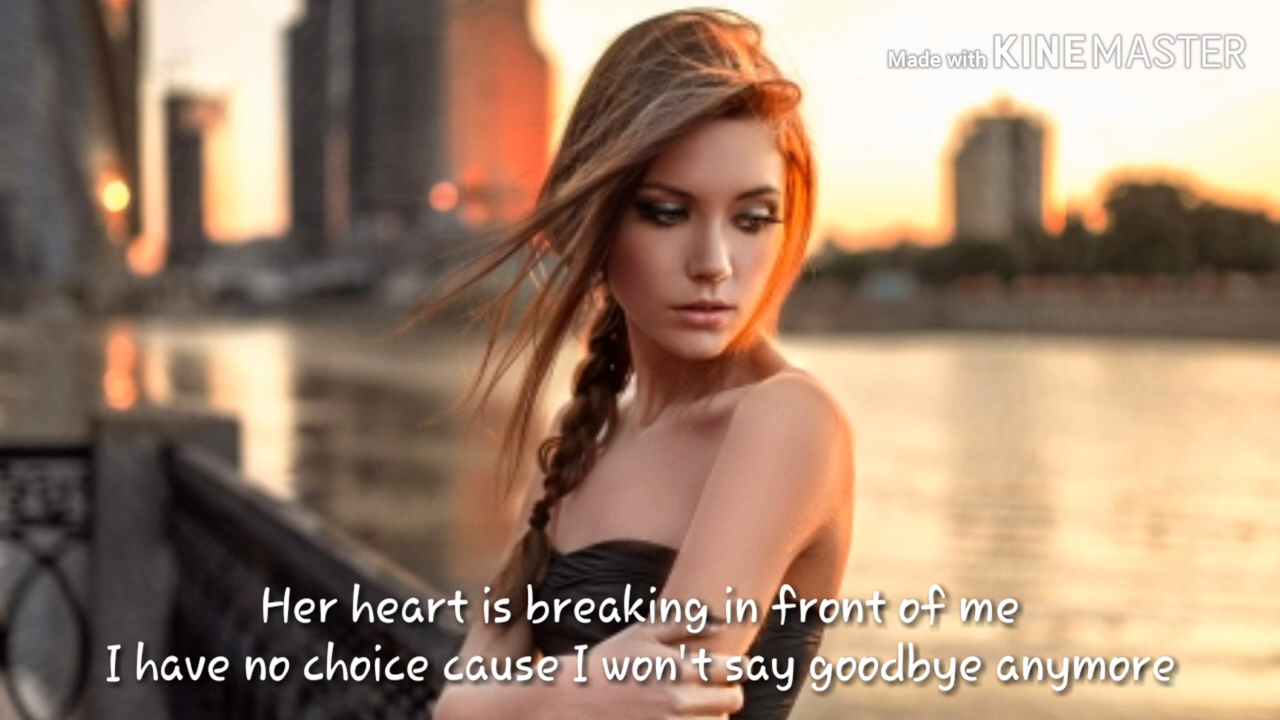 Made with KINEMASTER
Her heart is breaking in front of me
I have no choice cause I won't say goodbye anymore